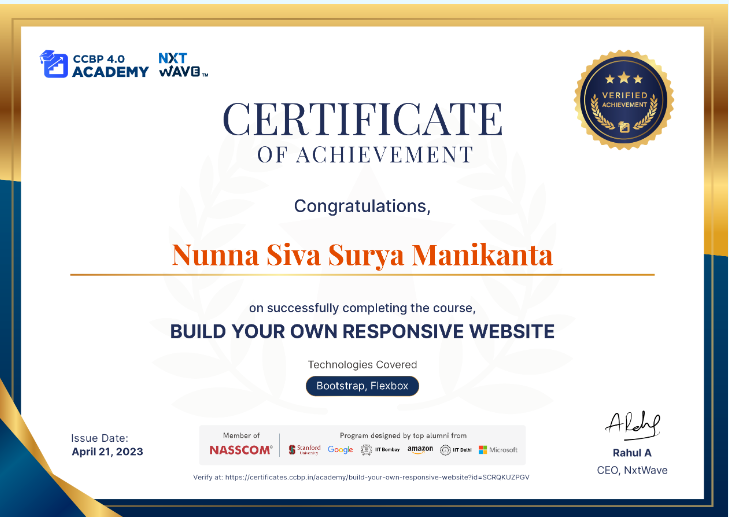 CCBP 4.0
ACADEMY
NXT
WAVE™
VERIFIED
ACHIEVEMENT
CERTIFICATE
OF ACHIEVEMENT
Congratulations,
Nunna Siva Surya Manikanta
on successfully completing the course,
BUILD YOUR OWN RESPONSIVE WEBSITE
Technologies Covered
Bootstrap, Flexbox
Issue Date:
April 21, 2023
Member of
NASSCOM®
Program designed by top alumni from
Stanford University Google IIT Bombay amazon IIT Delhi Microsoft
Verify at: https://certificates.ccbp.in/academy/build-your-own-responsive-website?id=SCRQKUZPGV
Rahul A
CEO, NxtWave